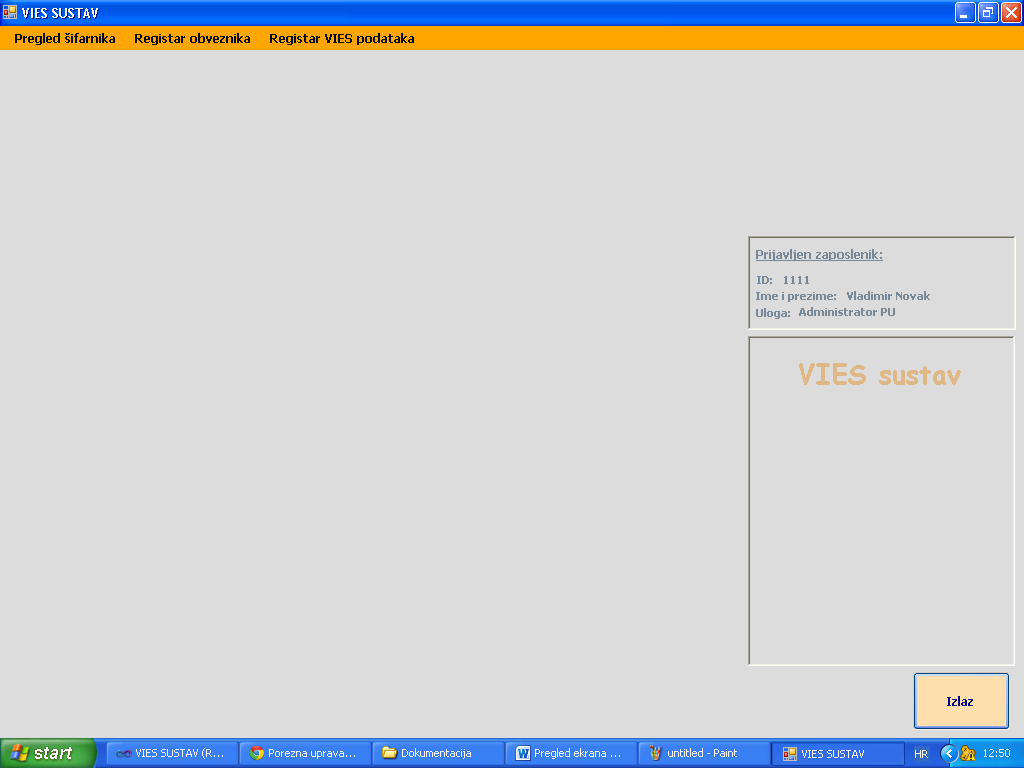 VIES SUSTAV
Pregled šifarnika Registar obveznika Registar VIES podataka
Prijavljen zaposlenik:
ID: 1111
Ime i prezime: Vladimir Novak
Uloga: Administrator PU
VIES sustav
Izlaz
start VIES SUSTAV (R... Porezna uprava... Dokumentacija Pregled ekrana ... untitled - Paint VIES SUSTAV HR 12:50